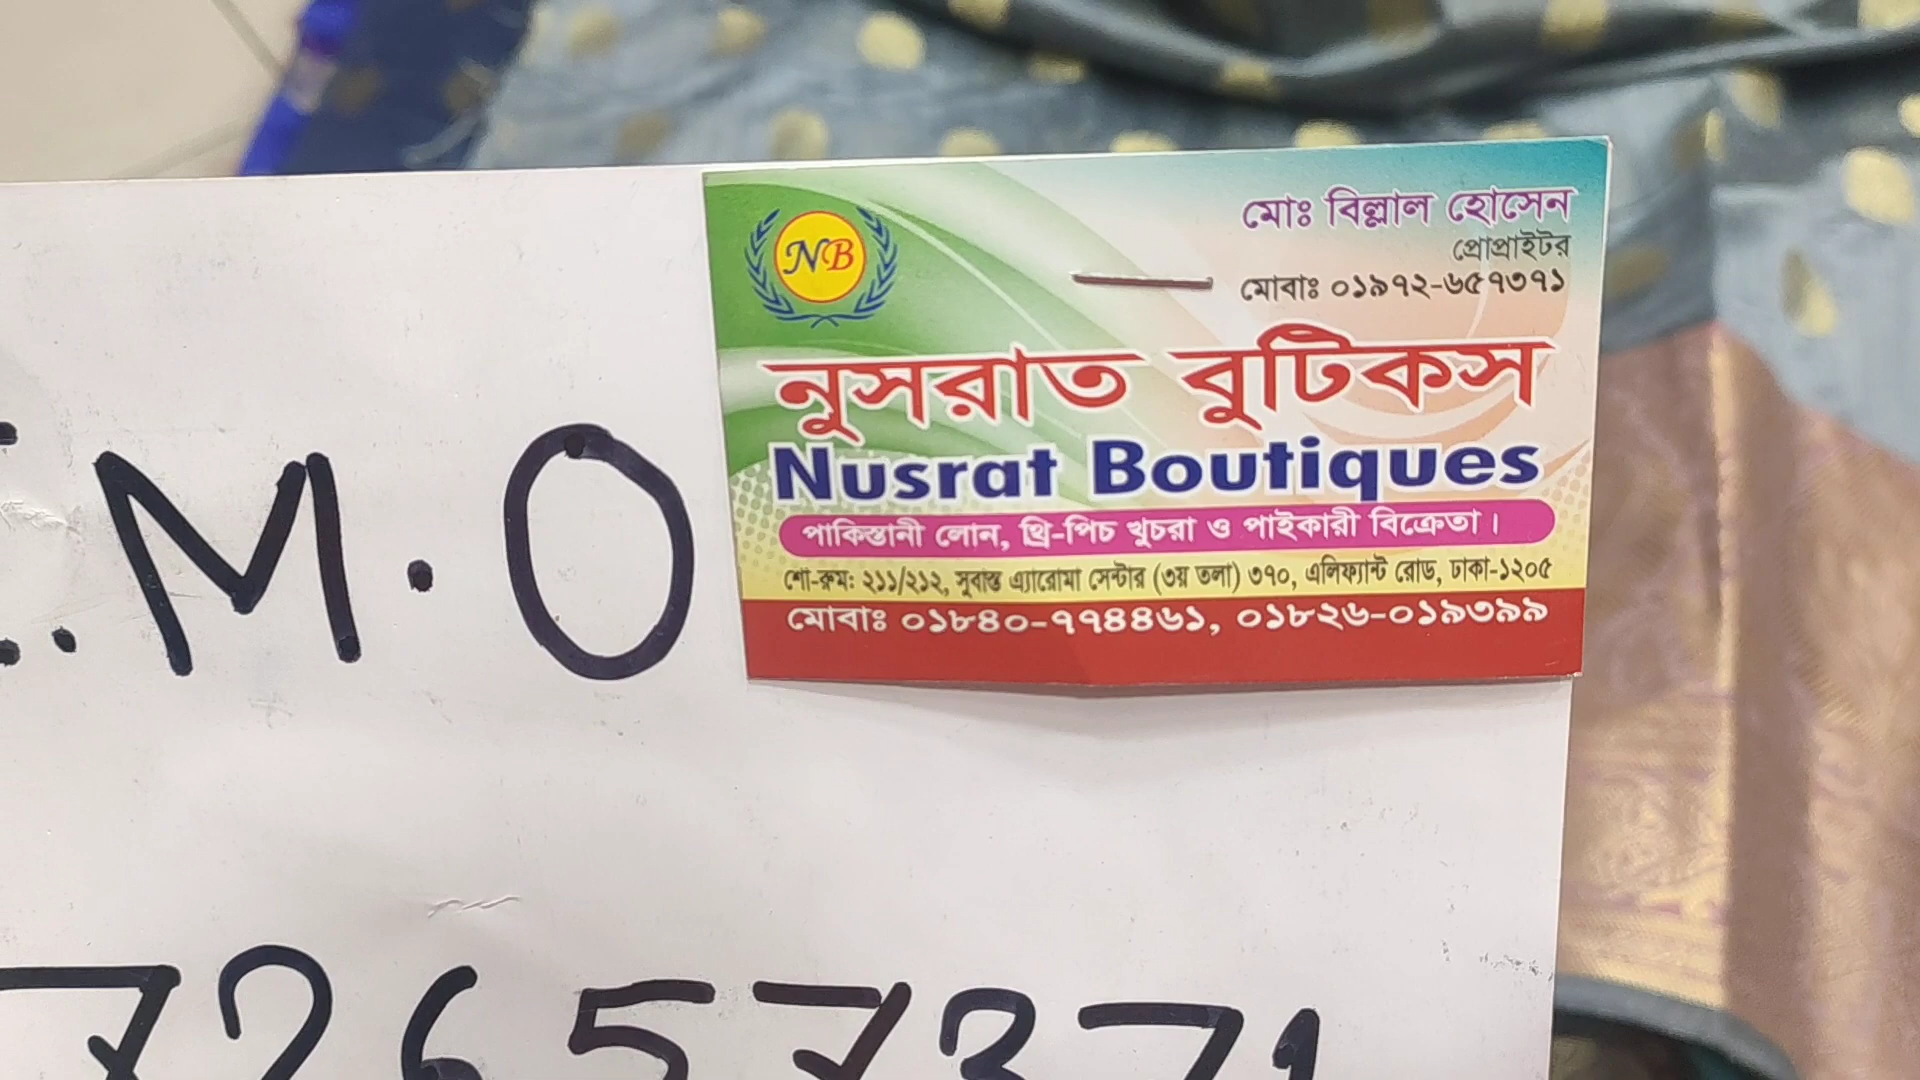 NB
মোঃ বিল্লাল হোসেন
প্রোপ্রাইটর
মোবাঃ ০১৯৭২-৬৫৭৩৭১
নুসরাত বুটিকস
Nusrat Boutiques
পাকিস্তানী লোন, থ্রি-পিচ খুচরা ও পাইকারী বিক্রেতা।
শো-রুম: ২১১/২১২, সুবাস্তু এ্যারোমা সেন্টার (৩য় তলা) ৩৭০, এলিফ্যান্ট রোড, ঢাকা-১২০৫
মোবাঃ ০১৮৪০-৭৭৪৪৬১, ০১৮২৬-০১৯৩৯৯
.M.O
72657371